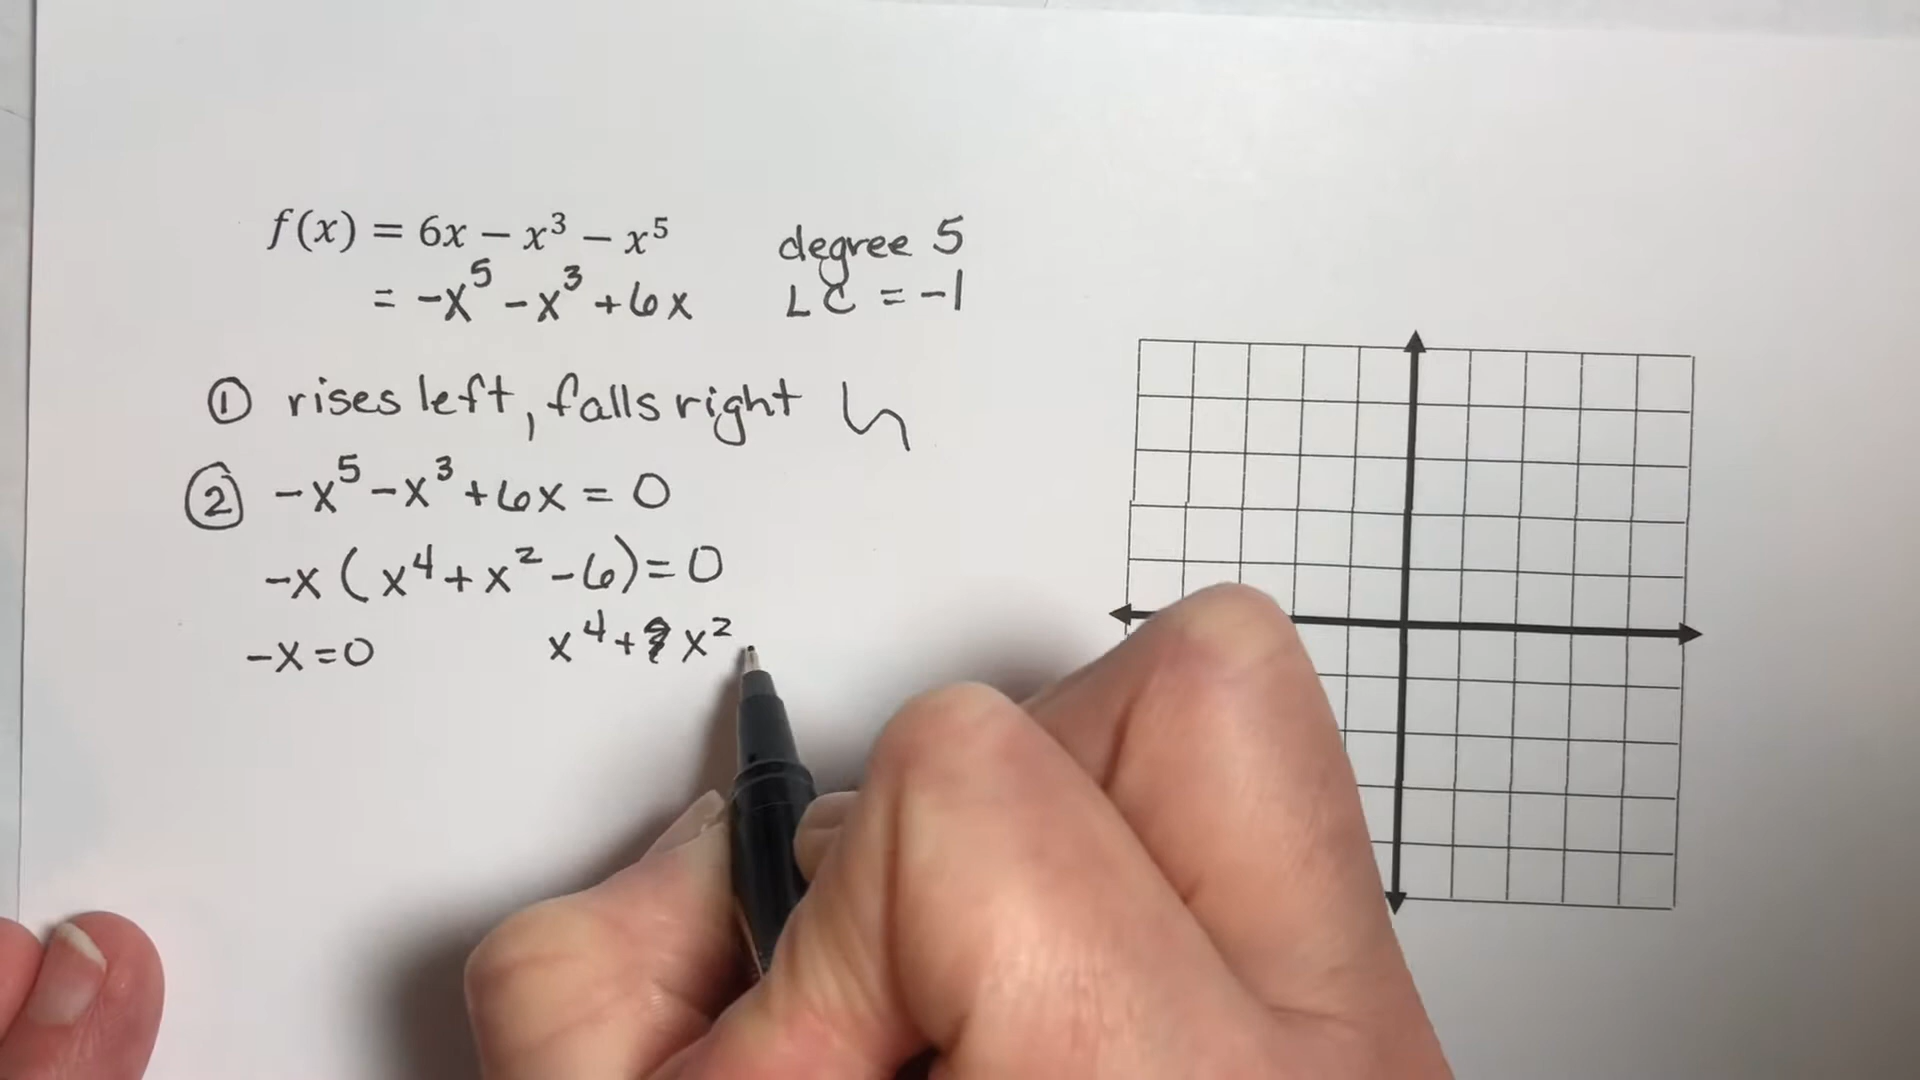 f(x) = 6x − x³ − x⁵
= -x⁵ - x³ + 6x
degree 5
LC = -1
① rises left, falls right
② -x⁵ - x³ + 6x = 0
-x (x⁴ + x² - 6) = 0
-x = 0
x⁴ + x²